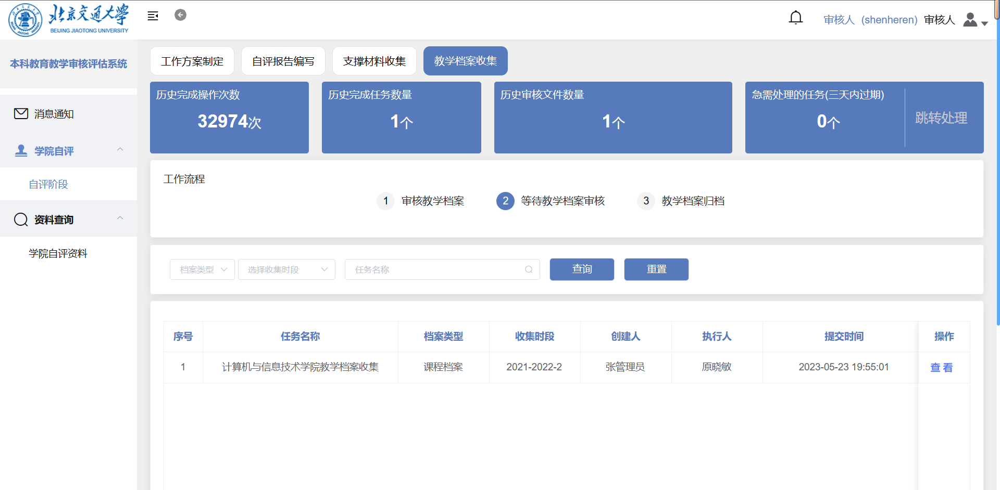 北京交通大学
BEIJING JIAOTONG UNIVERSITY
审核人 (shenheren) 审核人
本科教育教学审核评估系统
消息通知
学院自评
自评阶段
资料查询
学院自评资料
工作方案制定 自评报告编写 支撑材料收集 教学档案收集
历史完成操作次数
32974次
历史完成任务数量
1个
历史审核文件数量
1个
急需处理的任务(三天内过期)
0个
跳转处理
工作流程
1 审核教学档案 2 等待教学档案审核 3 教学档案归档
档案类型 选择收集时段 任务名称 查询 重置
序号 任务名称 档案类型 收集时段 创建人 执行人 提交时间 操作
1 计算机与信息技术学院教学档案收集 课程档案 2021-2022-2 张管理员 原晓敏 2023-05-23 19:55:01 查 看